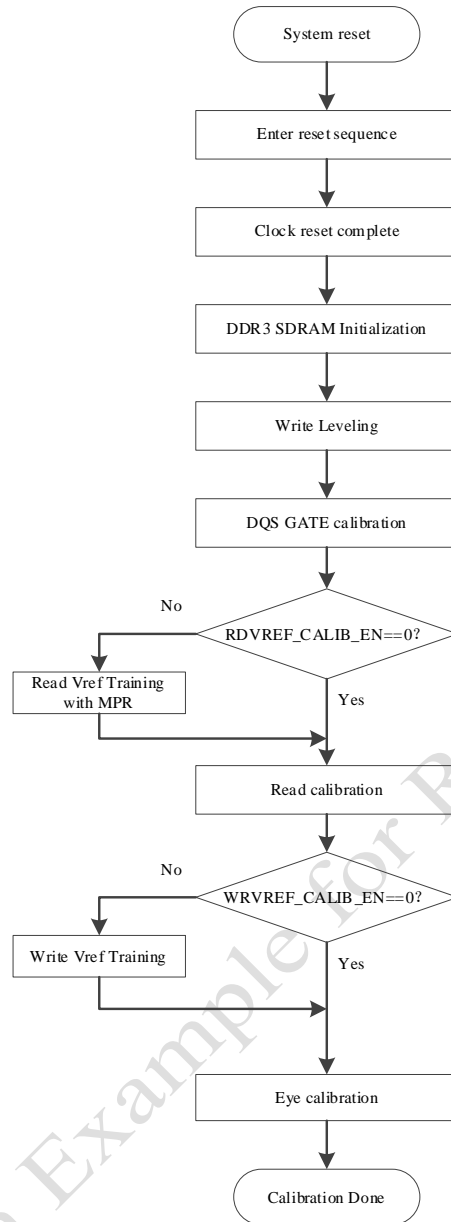 System reset
Enter reset sequence
Clock reset complete
DDR3 SDRAM Initialization
Write Leveling
DQS GATE calibration
No
RDVREF_CALIB_EN==0?
Read Vref Training
with MPR
Yes
Read calibration
No
WRVREF_CALIB_EN==0?
Write Vref Training
Yes
Eye calibration
Calibration Done
Example for